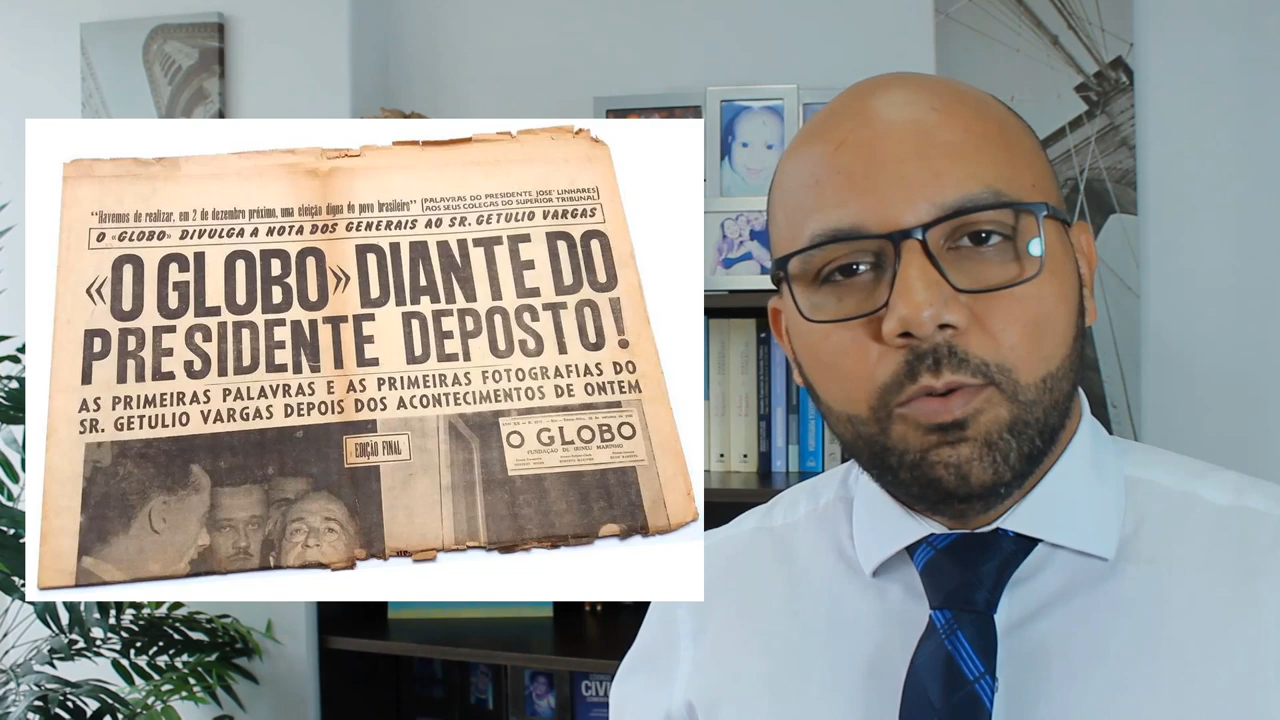 “Havemos de realizar, em 2 de dezembro próximo, uma eleição digna do povo brasileiro”
PALAVRAS DO PRESIDENTE JOSE' LINHARES
AOS SEUS COLEGAS DO SUPERIOR TRIBUNAL
O «GLOBO» DIVULGA A NOTA DOS GENERAIS AO SR. GETULIO VARGAS
«O GLOBO» DIANTE DO
PRESIDENTE DEPOSTO!
AS PRIMEIRAS PALAVRAS E AS PRIMEIRAS FOTOGRAFIAS DO
SR. GETULIO VARGAS DEPOIS DOS ACONTECIMENTOS DE ONTEM
EDIÇÃO FINAL
O GLOBO
FUNDAÇÃO DE IRINEU MARINHO
CIVI